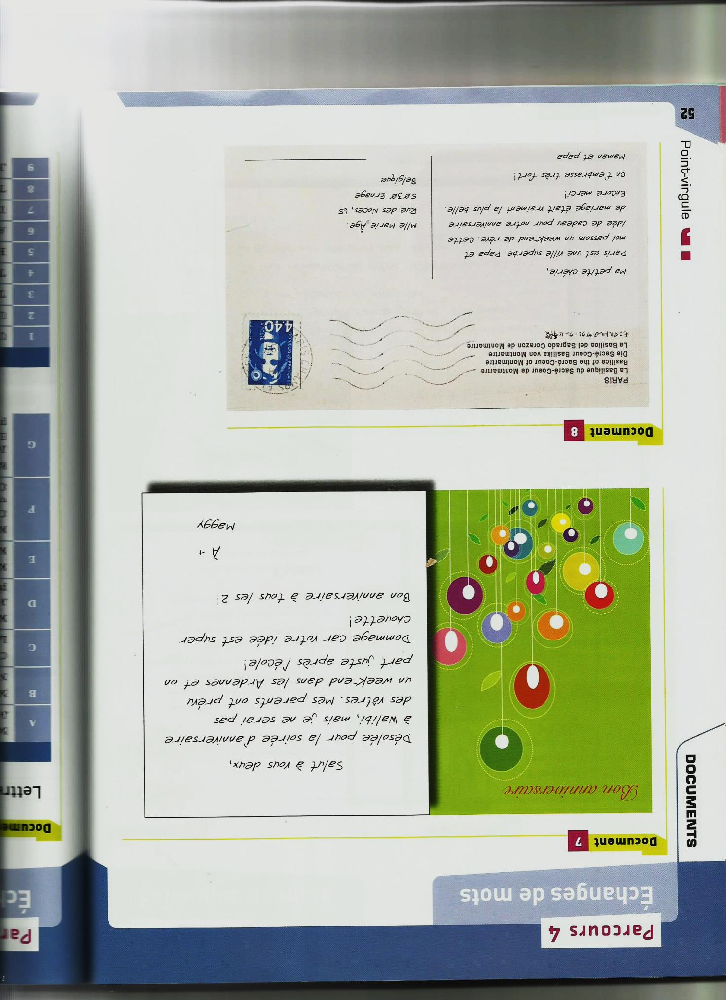 Parcours 4
Échanges de mots
DOCUMENTS
Document 7
Bon anniversaire
Salut à vous deux,
Désolée pour la soirée d'anniversaire
à Walibi, mais je ne serai pas
des vôtres. Mes parents ont prévu
un week-end dans les Ardennes et on
part juste après l'école!
Dommage car votre idée est super
chouette!
Bon anniversaire à tous les 2!
À +
Maggy
Document 8
PARIS
La Basilique du Sacré-Coeur de Montmartre
Basilica of the Sacré-Coeur of Montmartre
Die Sacré-Coeur Basilika von Montmartre
La Basilica del Sagrado Corazon de Montmartre
REPUBLIQUE FRANÇAISE
LA POSTE
4.40
PARIS
Ma petite chérie,
Paris est une ville superbe. Papa et
moi passons un week-end de rêve. Cette
idée de cadeau pour notre anniversaire
de mariage était vraiment la plus belle.
Encore merci!
On t'embrasse très fort!
Maman et papa
Mlle Marie Âge.
Rue des Noces, 65
5030 Ernage
Belgique
Point-virgule
52
Par
Éc
Docume
Lettre
A
B
C
D
E
F
G
1
2
3
4
5
6
7
8
9